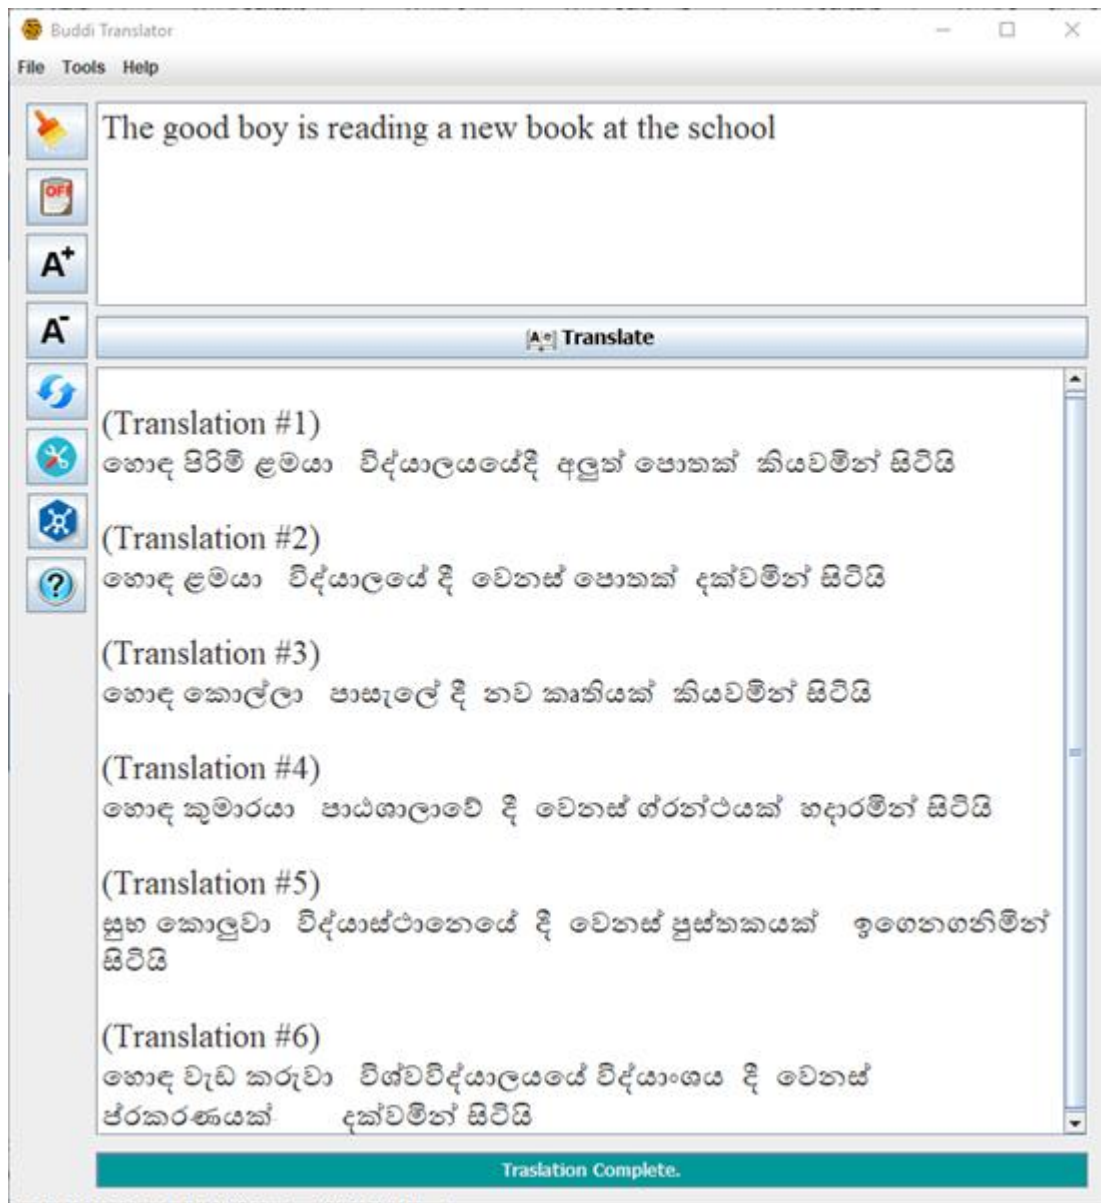 Buddi Translator
File Tools Help
The good boy is reading a new book at the school
OFF
A+
A-
Translate
(Translation #1)
හොඳ පිරිමි ළමයා විද්යාලයයේදී අලුත් පොතක් කියවමින් සිටියි
(Translation #2)
හොඳ ළමයා විද්යාලයේ දී වෙනස් පොතක් දක්වමින් සිටියි
(Translation #3)
හොඳ කොල්ලා පාසැලේ දී නව කෘතියක් කියවමින් සිටියි
(Translation #4)
හොඳ කුමාරයා පාඨශාලාවේ දී වෙනස් ග්රන්ථයක් හදාරමින් සිටියි
(Translation #5)
සුභ කොලුවා විද්යාස්ථානෙයේ දී වෙනස් පුස්තකයක් ඉගෙනගනිමින්
සිටියි
(Translation #6)
හොඳ වැඩ කරුවා විශ්වවිද්යාලයයේ විද්යාංශය දී වෙනස්
ප්රකරණයක් දක්වමින් සිටියි
Traslation Complete.